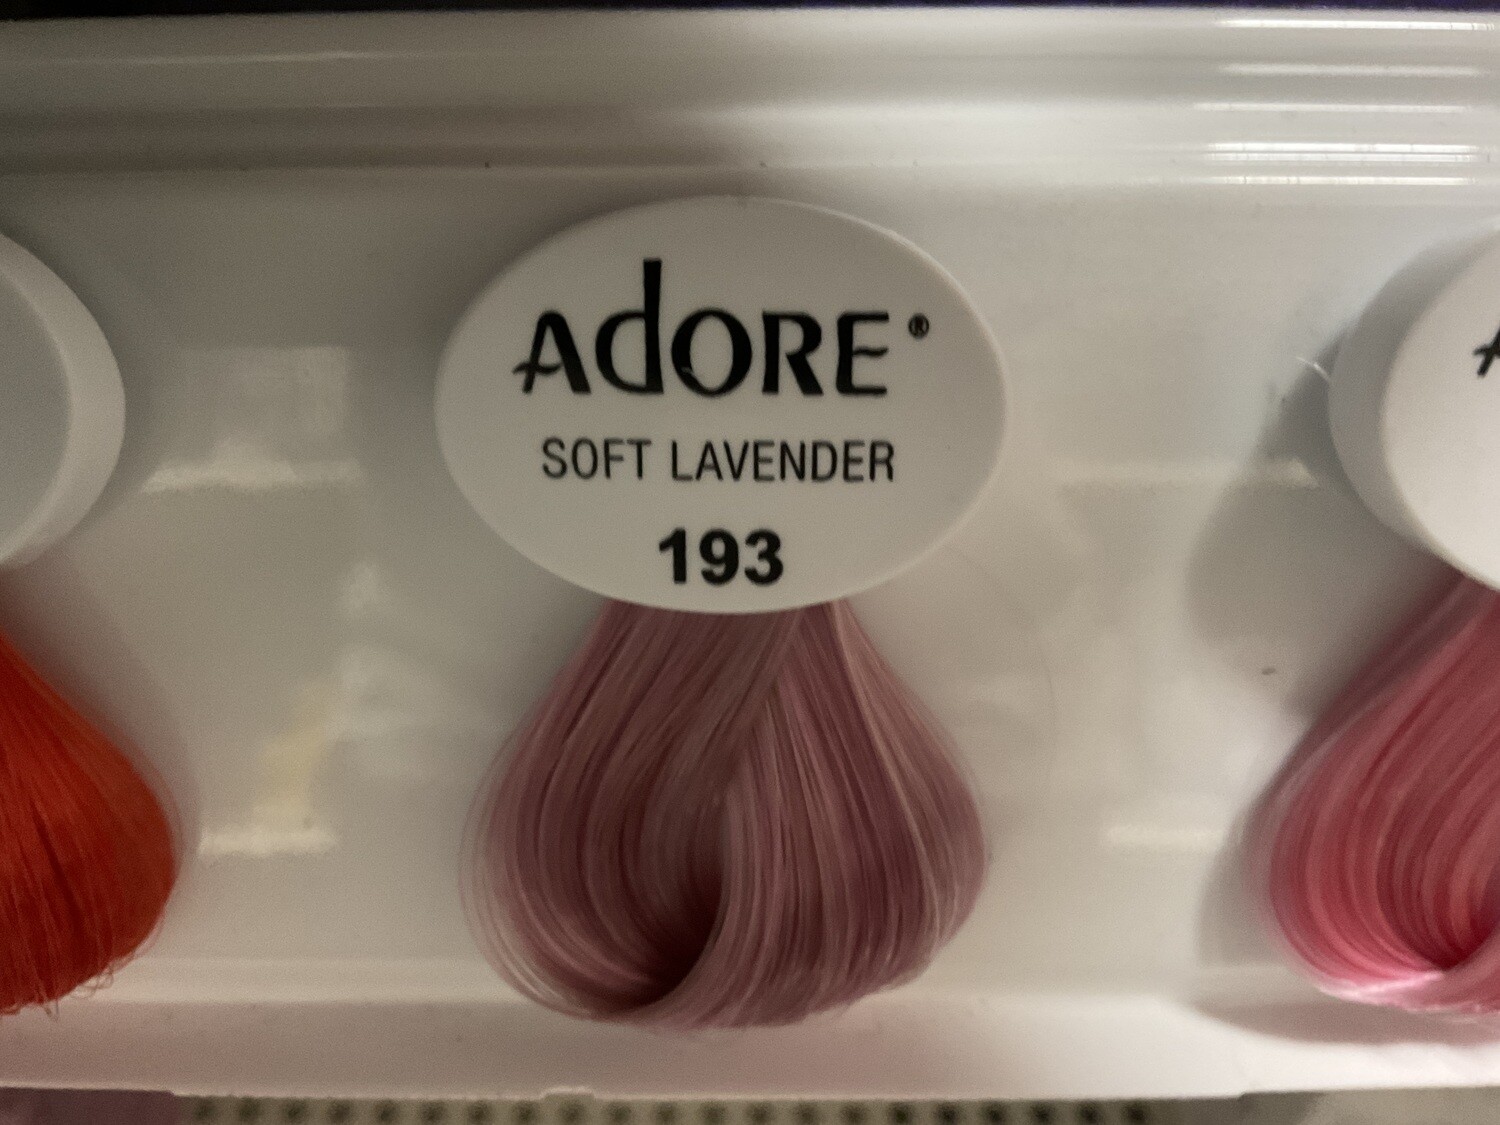 ADORE®
SOFT LAVENDER
193
A